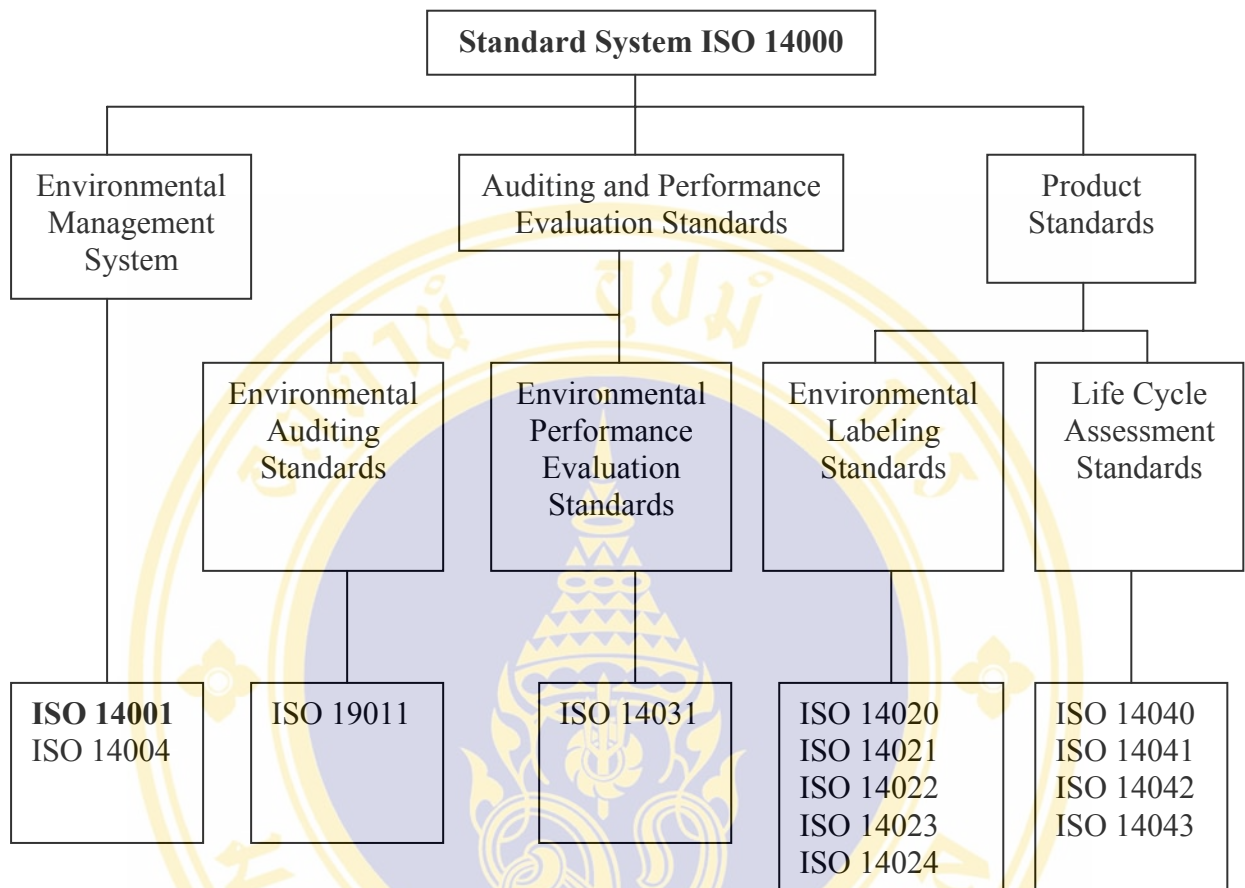 Standard System ISO 14000
Environmental
Management
System
Auditing and Performance
Evaluation Standards
Product
Standards
Environmental
Auditing
Standards
Environmental
Performance
Evaluation
Standards
Environmental
Labeling
Standards
Life Cycle
Assessment
Standards
ISO 14001
ISO 14004
ISO 19011
ISO 14031
ISO 14020
ISO 14021
ISO 14022
ISO 14023
ISO 14024
ISO 14040
ISO 14041
ISO 14042
ISO 14043